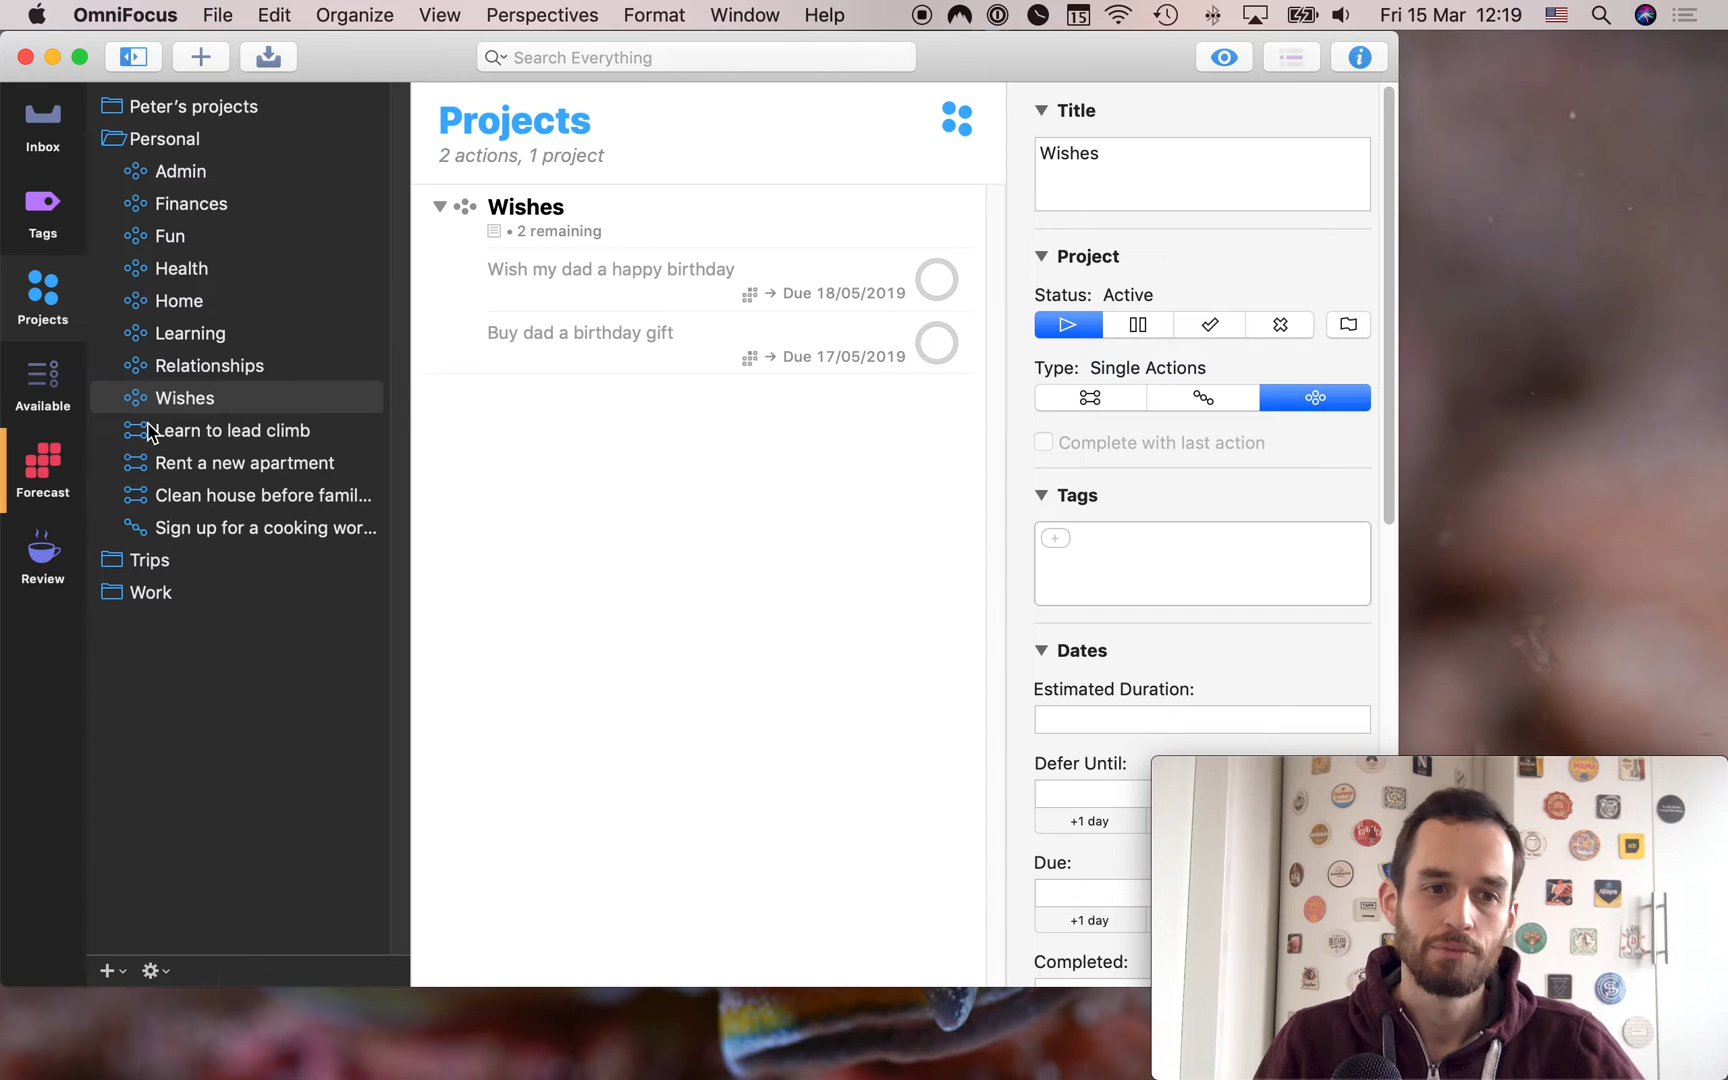 OmniFocus File Edit Organize View Perspectives Format Window Help 15 Fri 15 Mar 12:19
Search Everything
Inbox
Tags
Projects
Available
Forecast
Review
Peter's projects
Personal
Admin
Finances
Fun
Health
Home
Learning
Relationships
Wishes
Learn to lead climb
Rent a new apartment
Clean house before famil...
Sign up for a cooking wor...
Trips
Work
Projects
2 actions, 1 project
Wishes
• 2 remaining
Wish my dad a happy birthday
Due 18/05/2019
Buy dad a birthday gift
Due 17/05/2019
Title
Wishes
Project
Status: Active
Type: Single Actions
Complete with last action
Tags
Dates
Estimated Duration:
Defer Until:
+1 day
Due:
+1 day
Completed: